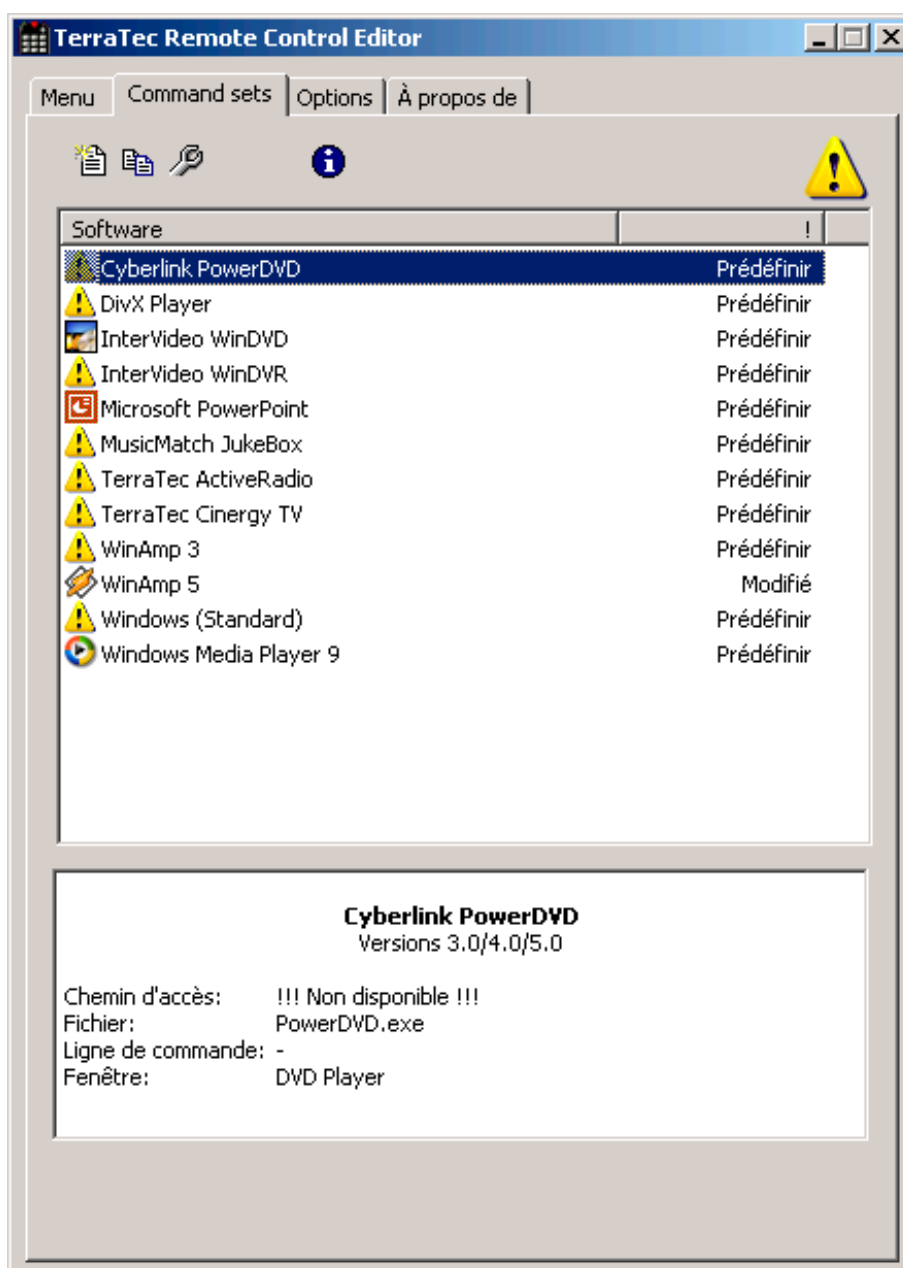 TerraTec Remote Control Editor
Menu Command sets Options À propos de
Software !
Cyberlink PowerDVD Prédéfinir
DivX Player Prédéfinir
InterVideo WinDVD Prédéfinir
InterVideo WinDVR Prédéfinir
Microsoft PowerPoint Prédéfinir
MusicMatch JukeBox Prédéfinir
TerraTec ActiveRadio Prédéfinir
TerraTec Cinergy TV Prédéfinir
WinAmp 3 Prédéfinir
WinAmp 5 Modifié
Windows (Standard) Prédéfinir
Windows Media Player 9 Prédéfinir
Cyberlink PowerDVD
Versions 3.0/4.0/5.0
Chemin d'accès: !!! Non disponible !!!
Fichier: PowerDVD.exe
Ligne de commande: -
Fenêtre: DVD Player